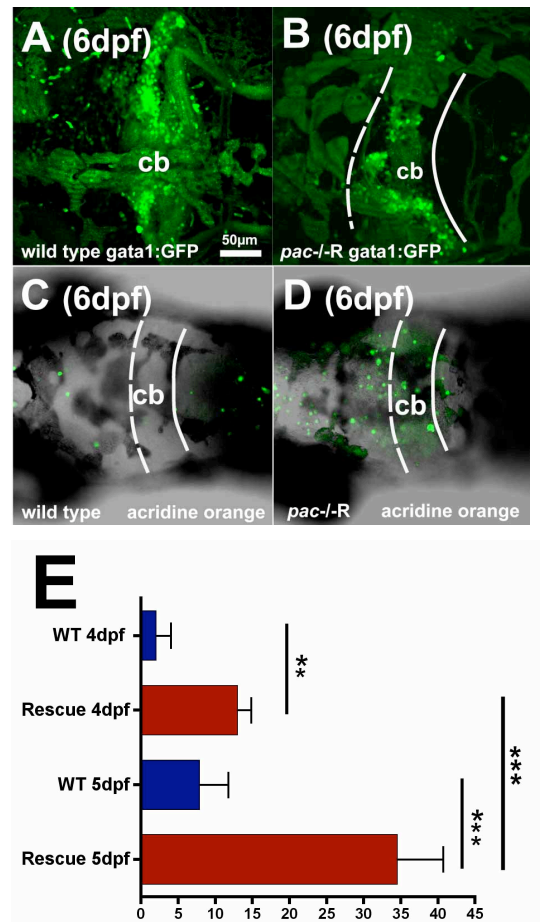 A (6dpf)
cb
wild type gata1:GFP
50µm
B (6dpf)
cb
pac-/-R gata1:GFP
C (6dpf)
cb
wild type acridine orange
D (6dpf)
cb
pac-/-R acridine orange
E
WT 4dpf
Rescue 4dpf
WT 5dpf
Rescue 5dpf
**
***
***
0 5 10 15 20 25 30 35 40 45